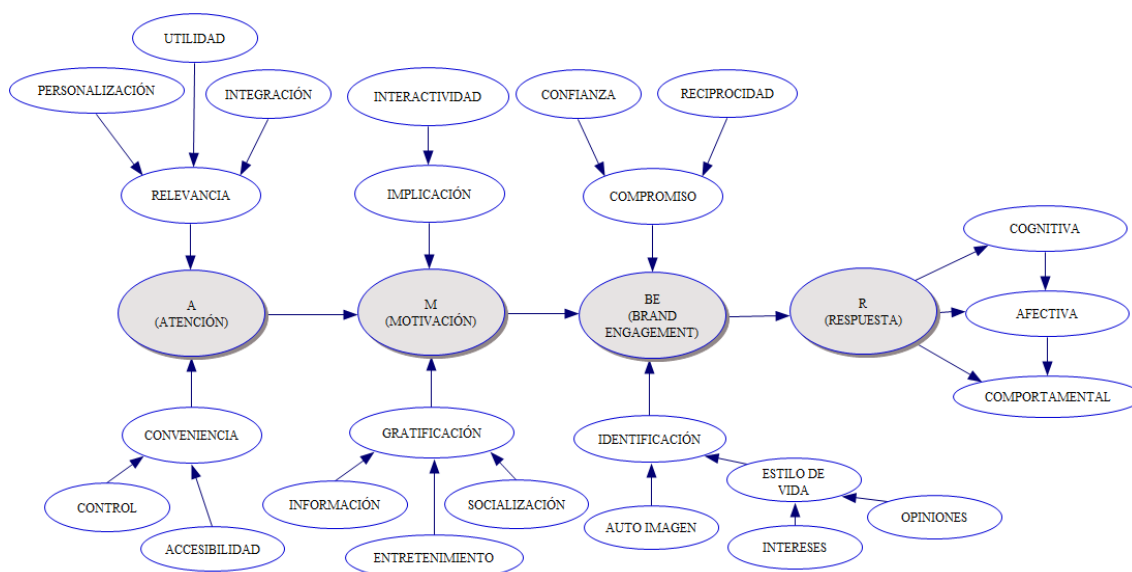 UTILIDAD
PERSONALIZACIÓN
INTEGRACIÓN
INTERACTIVIDAD
CONFIANZA
RECIPROCIDAD
RELEVANCIA
IMPLICACIÓN
COMPROMISO
COGNITIVA
A
(ATENCIÓN)
M
(MOTIVACIÓN)
BE
(BRAND
ENGAGEMENT)
R
(RESPUESTA)
AFECTIVA
COMPORTAMENTAL
CONVENIENCIA
GRATIFICACIÓN
IDENTIFICACIÓN
ESTILO DE
VIDA
CONTROL
INFORMACIÓN
SOCIALIZACIÓN
AUTO IMAGEN
OPINIONES
ACCESIBILIDAD
ENTRETENIMIENTO
INTERESES